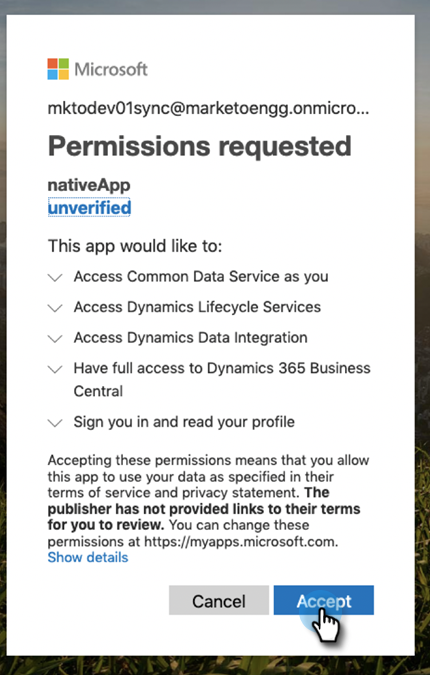 Microsoft
mktodev01sync@marketoengg.onmicro...
Permissions requested
nativeApp
unverified
This app would like to:
Access Common Data Service as you
Access Dynamics Lifecycle Services
Access Dynamics Data Integration
Have full access to Dynamics 365 Business
Central
Sign you in and read your profile
Accepting these permissions means that you allow
this app to use your data as specified in their
terms of service and privacy statement. The
publisher has not provided links to their terms
for you to review. You can change these
permissions at https://myapps.microsoft.com.
Show details
Cancel
Accept